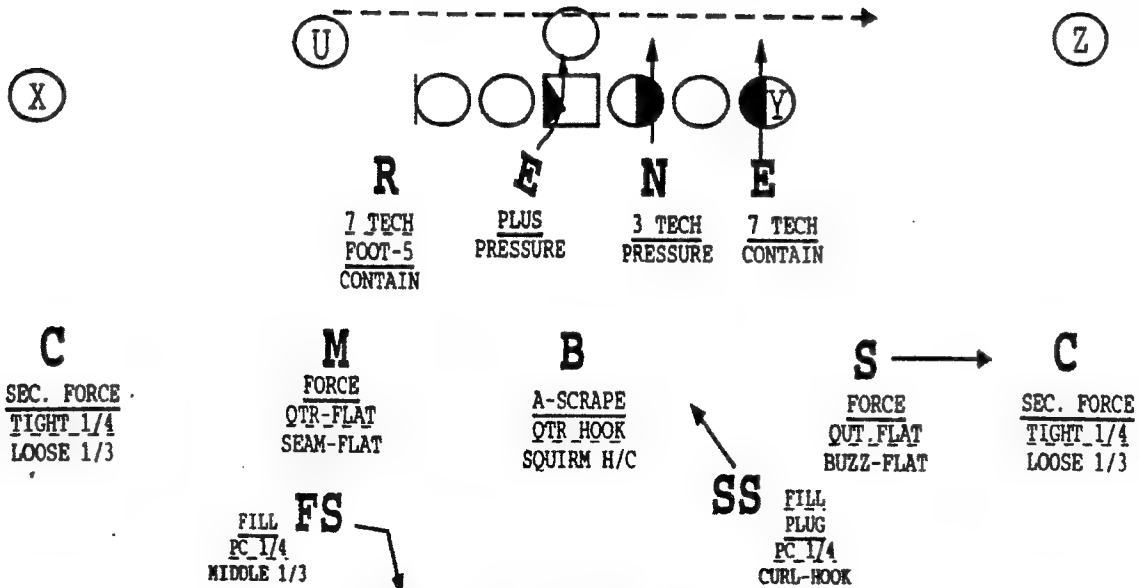 U
Z
X
Y
R
E
N
E
7 TECH
FOOT-5
CONTAIN
PLUS
PRESSURE
3 TECH
PRESSURE
7 TECH
CONTAIN
C
M
B
S
C
SEC. FORCE
TIGHT 1/4
LOOSE 1/3
FORCE
QTR-FLAT
SEAM-FLAT
A-SCRAPE
QTR HOOK
SQUIRM H/C
FORCE
QUT.FLAT
BUZZ-FLAT
SEC. FORCE
TIGHT 1/4
LOOSE 1/3
FS
FILL
PC 1/4
MIDDLE 1/3
SS
FILL
PLUG
PC 1/4
CURL-HOOK